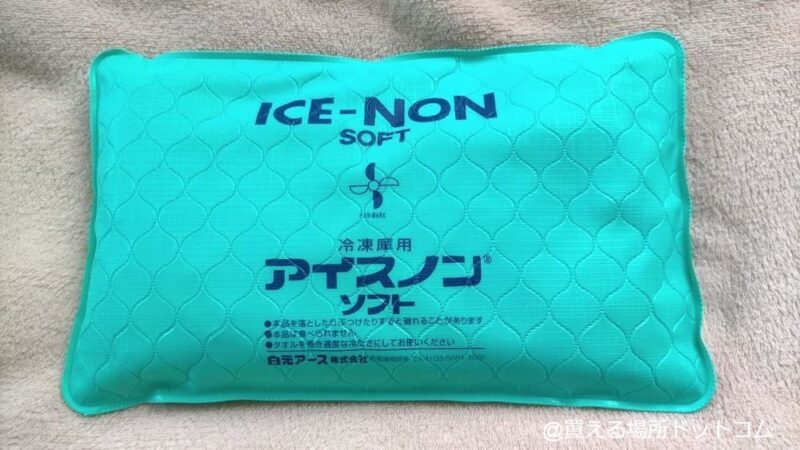 ICE-NON
SOFT
FAN-MARK
冷凍庫用
アイスノン®
ソフト
●本品を落としたりぶつけたりすると破れることがあります
●本品は食べられません
●タオルを巻き適度な冷たさにしてお使いください
白元アース株式会社
@買える場所ドットコム